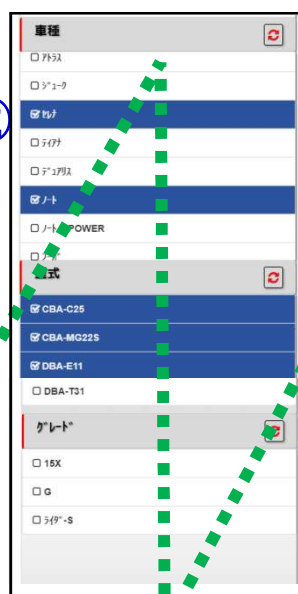 車種
ｱﾄﾗｽ
ｼﾞｭｰｸ
ｾﾚﾅ
ﾃｨｱﾅ
ﾃﾞｭｱﾘｽ
ﾉｰﾄ
POWER
CBA-C25
CBA-MG22S
DBA-E11
DBA-T31
ｸﾞﾚｰﾄﾞ
15X
G
ﾗｲﾀﾞｰ-S